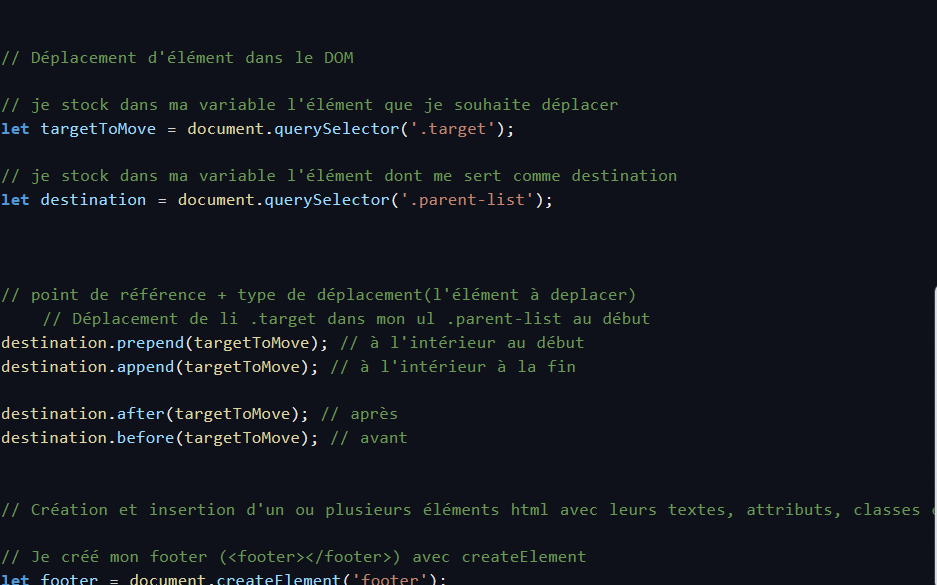 // Déplacement d'élément dans le DOM
// je stock dans ma variable l'élément que je souhaite déplacer
let targetToMove = document.querySelector('.target');
// je stock dans ma variable l'élément dont me sert comme destination
let destination = document.querySelector('.parent-list');
// point de référence + type de déplacement(l'élément à deplacer)
// Déplacement de li .target dans mon ul .parent-list au début
destination.prepend(targetToMove); // à l'intérieur au début
destination.append(targetToMove); // à l'intérieur à la fin
destination.after(targetToMove); // après
destination.before(targetToMove); // avant
// Création et insertion d'un ou plusieurs éléments html avec leurs textes, attributs, classes
// Je créé mon footer (<footer></footer>) avec createElement
let footer = document.createElement('footer');